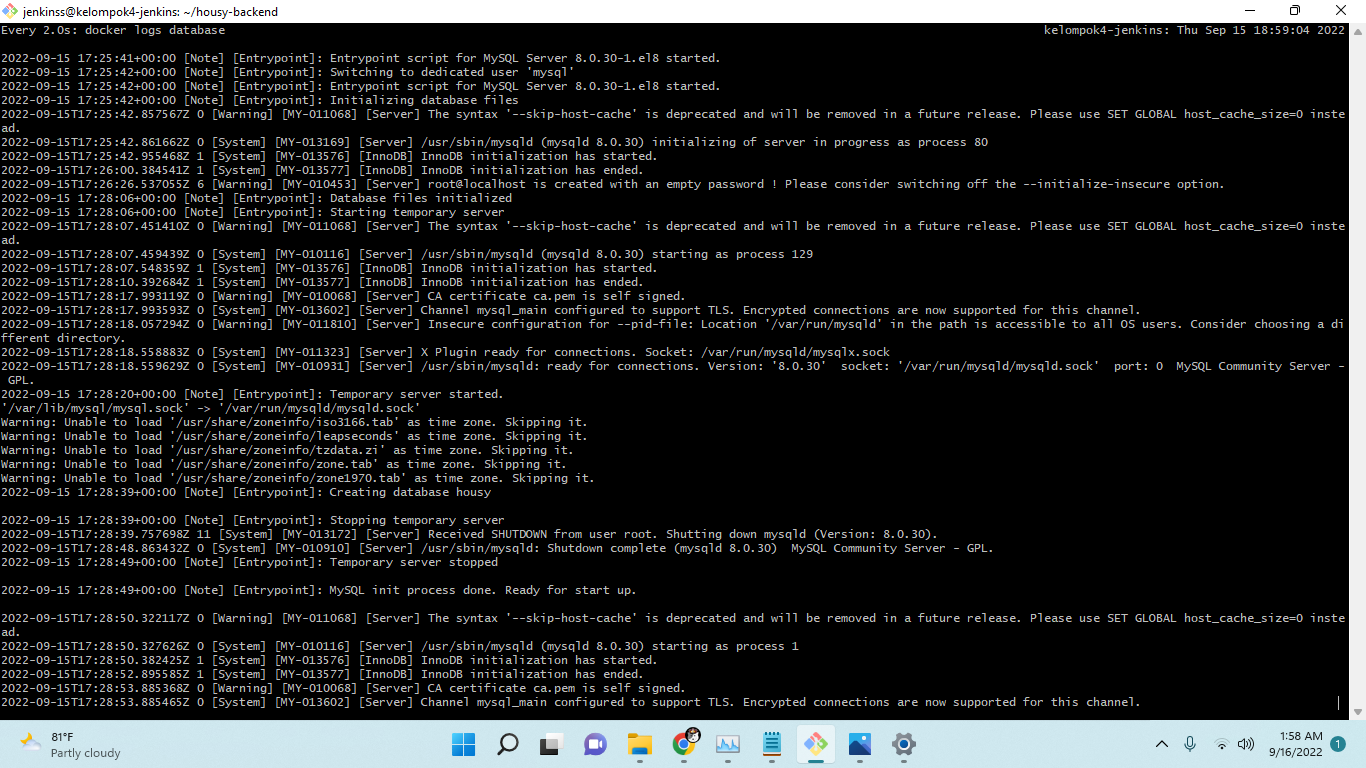 jenkinss@kelompok4-jenkins: ~/housy-backend
Every 2.0s: docker logs database kelompok4-jenkins: Thu Sep 15 18:59:04 2022
2022-09-15 17:25:41+00:00 [Note] [Entrypoint]: Entrypoint script for MySQL Server 8.0.30-1.el8 started.
2022-09-15 17:25:42+00:00 [Note] [Entrypoint]: Switching to dedicated user 'mysql'
2022-09-15 17:25:42+00:00 [Note] [Entrypoint]: Entrypoint script for MySQL Server 8.0.30-1.el8 started.
2022-09-15 17:25:42+00:00 [Note] [Entrypoint]: Initializing database files
2022-09-15T17:25:42.857567Z 0 [Warning] [MY-011068] [Server] The syntax '--skip-host-cache' is deprecated and will be removed in a future release. Please use SET GLOBAL host_cache_size=0 inste
ad.
2022-09-15T17:25:42.861662Z 0 [System] [MY-013169] [Server] /usr/sbin/mysqld (mysqld 8.0.30) initializing of server in progress as process 80
2022-09-15T17:25:42.955468Z 1 [System] [MY-013576] [InnoDB] InnoDB initialization has started.
2022-09-15T17:26:00.384541Z 1 [System] [MY-013577] [InnoDB] InnoDB initialization has ended.
2022-09-15T17:26:26.537055Z 6 [Warning] [MY-010453] [Server] root@localhost is created with an empty password ! Please consider switching off the --initialize-insecure option.
2022-09-15 17:28:06+00:00 [Note] [Entrypoint]: Database files initialized
2022-09-15 17:28:06+00:00 [Note] [Entrypoint]: Starting temporary server
2022-09-15T17:28:07.451410Z 0 [Warning] [MY-011068] [Server] The syntax '--skip-host-cache' is deprecated and will be removed in a future release. Please use SET GLOBAL host_cache_size=0 inste
ad.
2022-09-15T17:28:07.459439Z 0 [System] [MY-010116] [Server] /usr/sbin/mysqld (mysqld 8.0.30) starting as process 129
2022-09-15T17:28:07.548359Z 1 [System] [MY-013576] [InnoDB] InnoDB initialization has started.
2022-09-15T17:28:10.392684Z 1 [System] [MY-013577] [InnoDB] InnoDB initialization has ended.
2022-09-15T17:28:17.993119Z 0 [Warning] [MY-010068] [Server] CA certificate ca.pem is self signed.
2022-09-15T17:28:17.993593Z 0 [System] [MY-013602] [Server] Channel mysql_main configured to support TLS. Encrypted connections are now supported for this channel.
2022-09-15T17:28:18.057294Z 0 [Warning] [MY-011810] [Server] Insecure configuration for --pid-file: Location '/var/run/mysqld' in the path is accessible to all OS users. Consider choosing a di
fferent directory.
2022-09-15T17:28:18.558883Z 0 [System] [MY-011323] [Server] X Plugin ready for connections. Socket: /var/run/mysqld/mysqlx.sock
2022-09-15T17:28:18.559629Z 0 [System] [MY-010931] [Server] /usr/sbin/mysqld: ready for connections. Version: '8.0.30'  socket: '/var/run/mysqld/mysqld.sock'  port: 0  MySQL Community Server -
 GPL.
2022-09-15 17:28:20+00:00 [Note] [Entrypoint]: Temporary server started.
'/var/lib/mysql/mysql.sock' -> '/var/run/mysqld/mysqld.sock'
Warning: Unable to load '/usr/share/zoneinfo/iso3166.tab' as time zone. Skipping it.
Warning: Unable to load '/usr/share/zoneinfo/leapseconds' as time zone. Skipping it.
Warning: Unable to load '/usr/share/zoneinfo/tzdata.zi' as time zone. Skipping it.
Warning: Unable to load '/usr/share/zoneinfo/zone.tab' as time zone. Skipping it.
Warning: Unable to load '/usr/share/zoneinfo/zone1970.tab' as time zone. Skipping it.
2022-09-15 17:28:39+00:00 [Note] [Entrypoint]: Creating database housy
2022-09-15 17:28:39+00:00 [Note] [Entrypoint]: Stopping temporary server
2022-09-15T17:28:39.757698Z 11 [System] [MY-013172] [Server] Received SHUTDOWN from user root. Shutting down mysqld (Version: 8.0.30).
2022-09-15T17:28:48.863432Z 0 [System] [MY-010910] [Server] /usr/sbin/mysqld: Shutdown complete (mysqld 8.0.30)  MySQL Community Server - GPL.
2022-09-15 17:28:49+00:00 [Note] [Entrypoint]: Temporary server stopped
2022-09-15 17:28:49+00:00 [Note] [Entrypoint]: MySQL init process done. Ready for start up.
2022-09-15T17:28:50.322117Z 0 [Warning] [MY-011068] [Server] The syntax '--skip-host-cache' is deprecated and will be removed in a future release. Please use SET GLOBAL host_cache_size=0 inste
ad.
2022-09-15T17:28:50.327626Z 0 [System] [MY-010116] [Server] /usr/sbin/mysqld (mysqld 8.0.30) starting as process 1
2022-09-15T17:28:50.382425Z 1 [System] [MY-013576] [InnoDB] InnoDB initialization has started.
2022-09-15T17:28:52.895585Z 1 [System] [MY-013577] [InnoDB] InnoDB initialization has ended.
2022-09-15T17:28:53.885368Z 0 [Warning] [MY-010068] [Server] CA certificate ca.pem is self signed.
2022-09-15T17:28:53.885465Z 0 [System] [MY-013602] [Server] Channel mysql_main configured to support TLS. Encrypted connections are now supported for this channel.
81°F
Partly cloudy
1:58 AM
9/16/2022
1